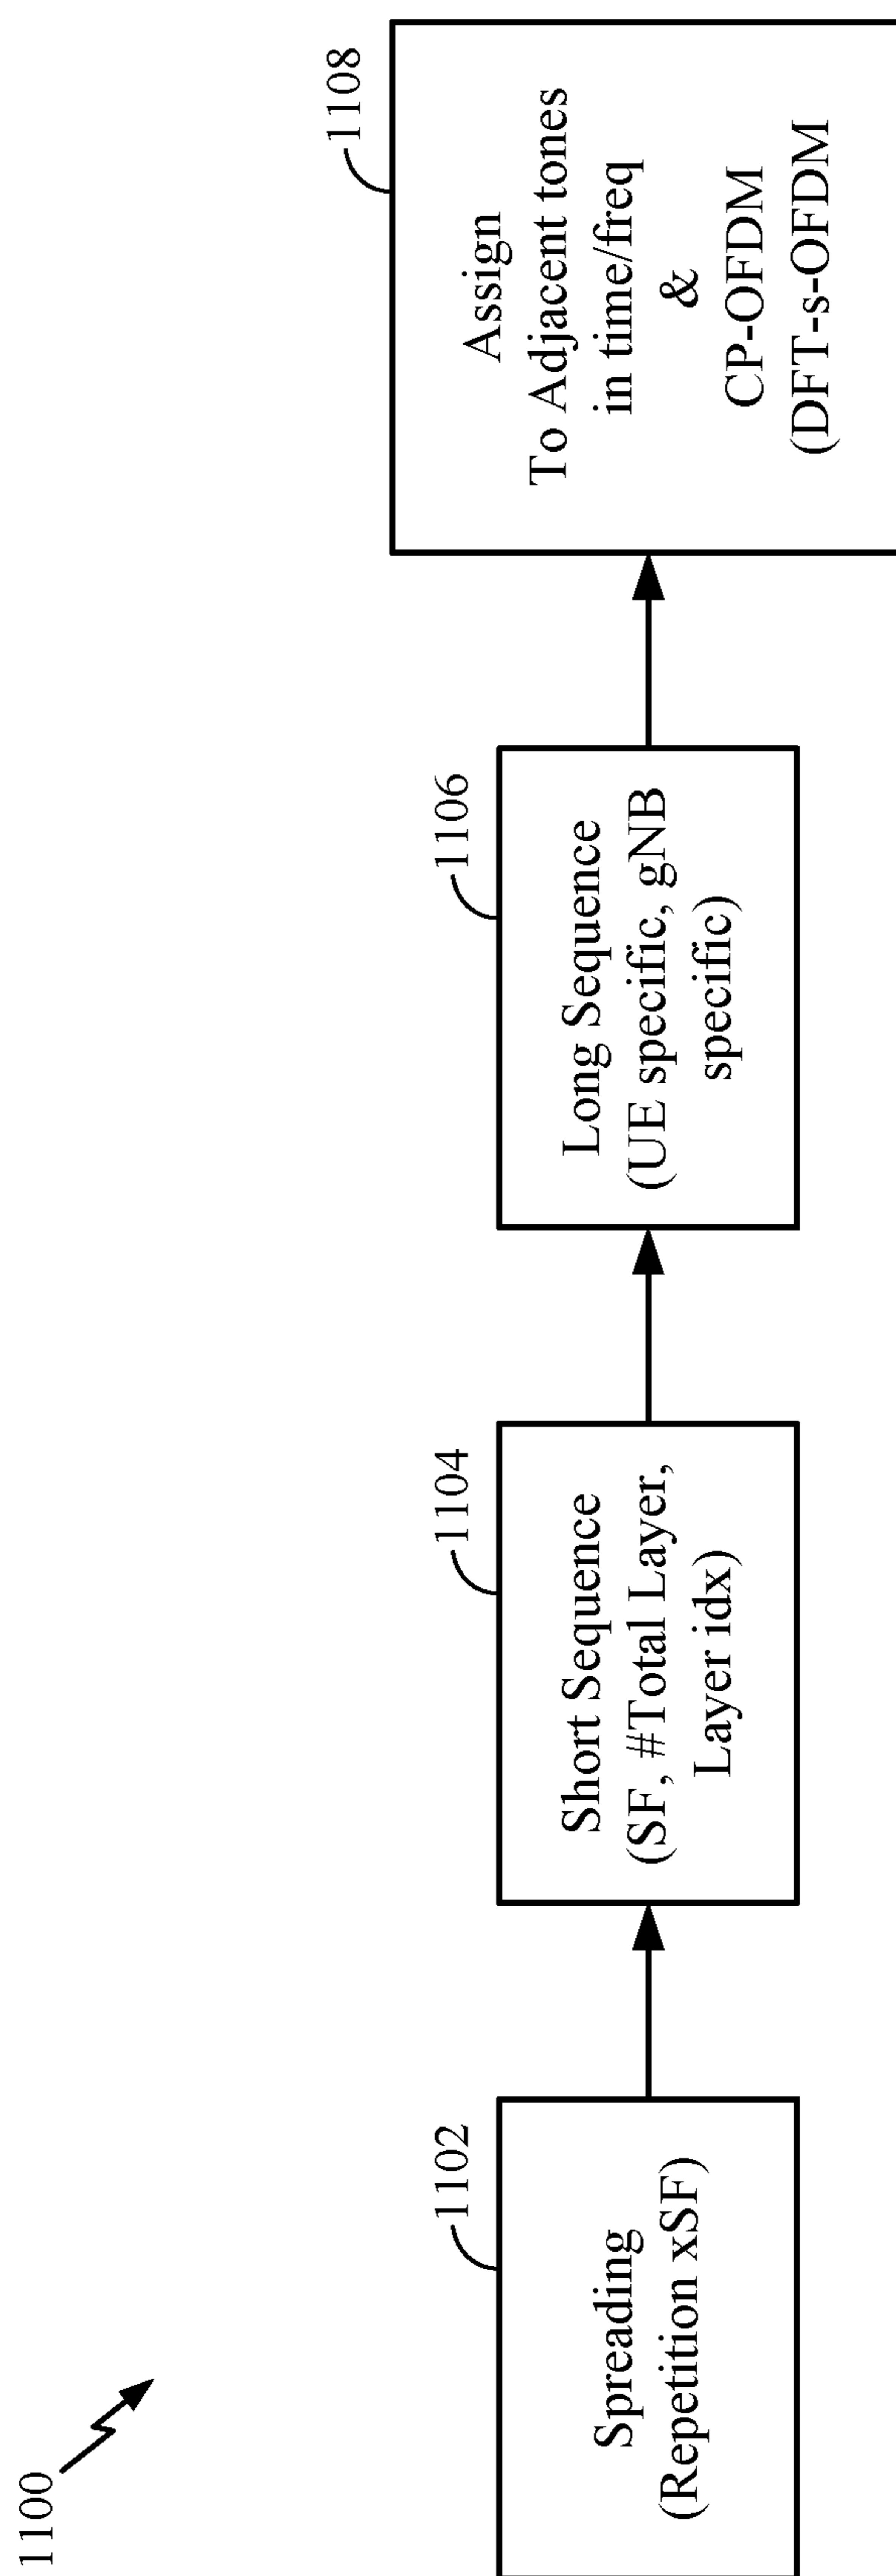 1100
1102
Spreading
(Repetition xSF)
1104
Short Sequence
(SF, #Total Layer,
Layer idx)
1106
Long Sequence
(UE specific, gNB
specific)
1108
Assign
To Adjacent tones
in time/freq
&
CP-OFDM
(DFT-s-OFDM